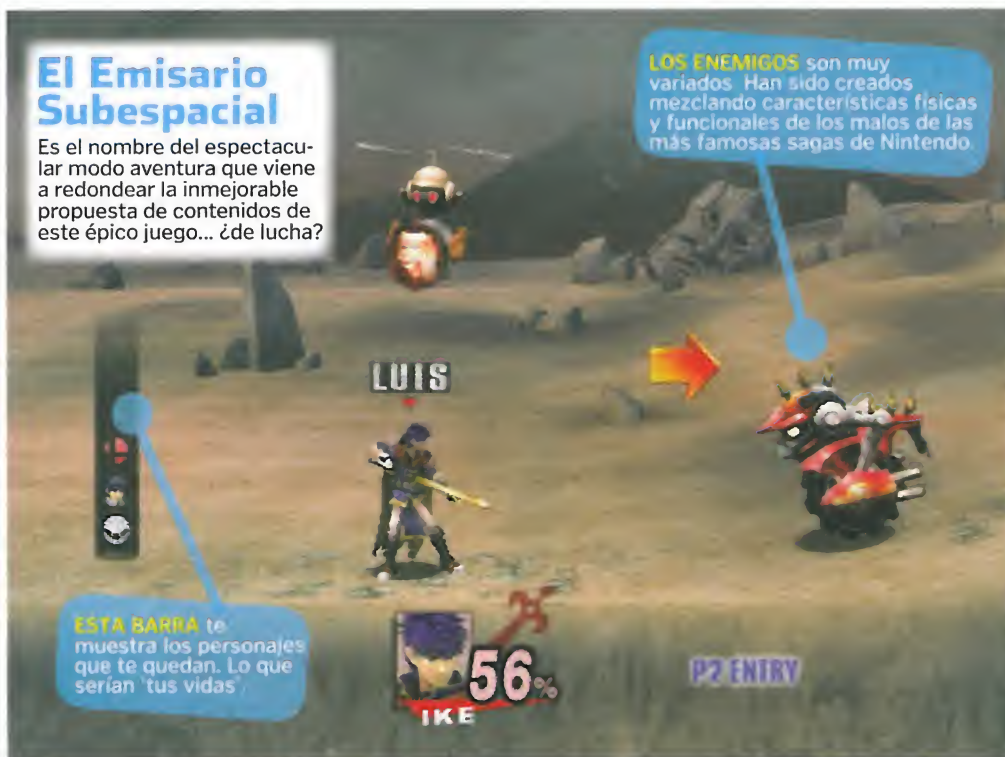 El Emisario
Subespacial
Es el nombre del espectacu-
lar modo aventura que viene
a redondear la inmejorable
propuesta de contenidos de
este épico juego... ¿de lucha?
LOS ENEMIGOS son muy
variados. Han sido creados
mezclando características físicas
y funcionales de los malos de las
más famosas sagas de Nintendo.
LUIS
ESTA BARRA te
muestra los personajes
que te quedan. Lo que
serían 'tus vidas'.
56%
IKE
P2 ENTRY